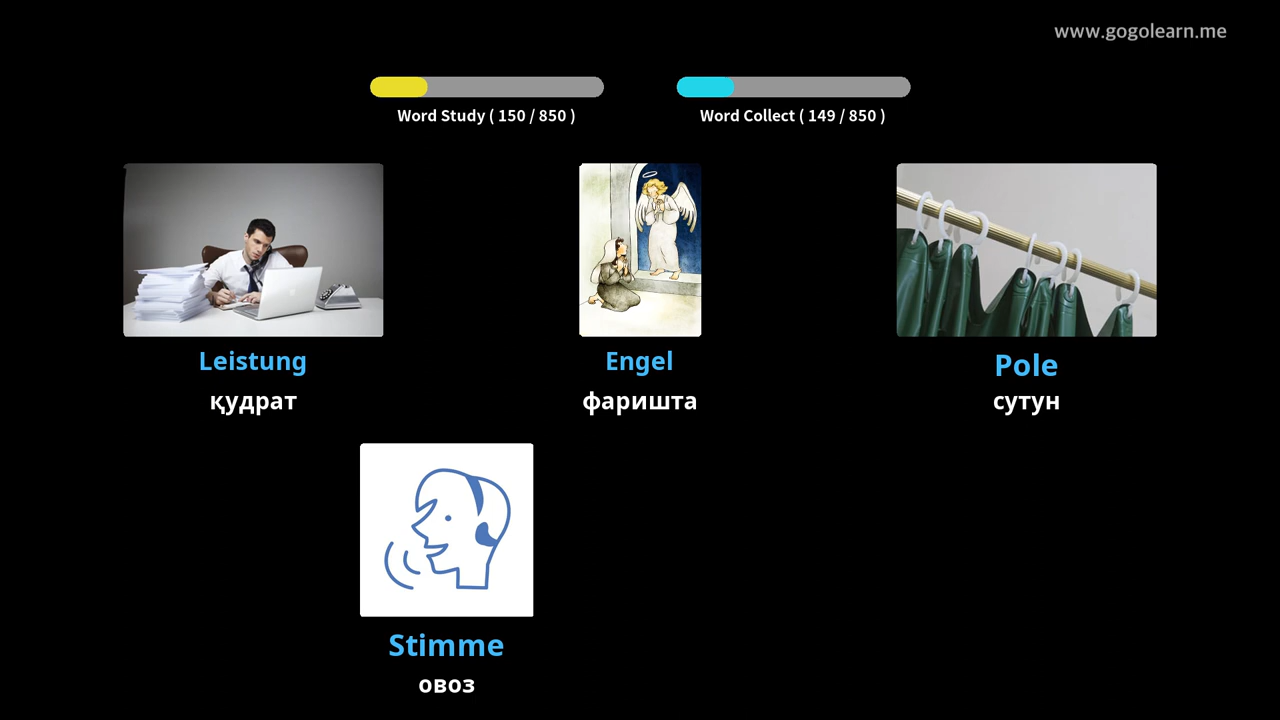 www.gogolearn.me
Word Study ( 150 / 850 )
Word Collect ( 149 / 850 )
Leistung
Engel
Pole
қудрат
фаришта
сутун
Stimme
овоз